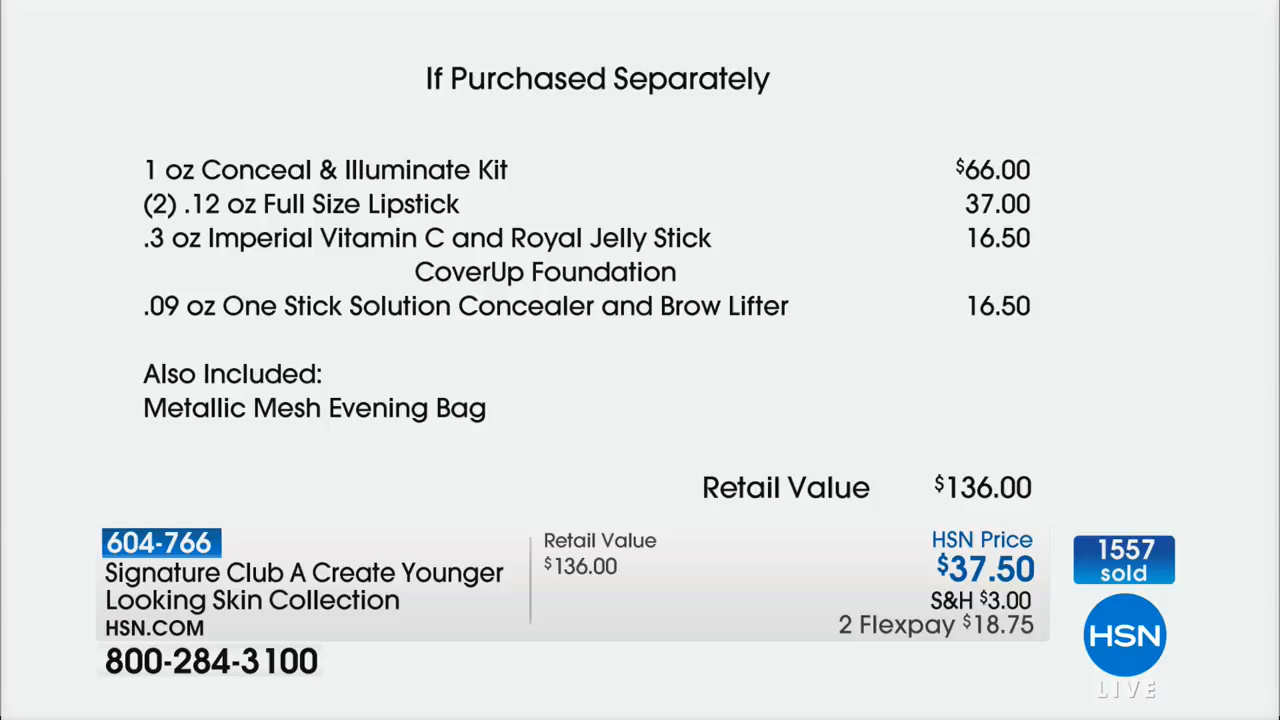 If Purchased Separately
1 oz Conceal & Illuminate Kit $66.00
(2) .12 oz Full Size Lipstick 37.00
.3 oz Imperial Vitamin C and Royal Jelly Stick 16.50
CoverUp Foundation
.09 oz One Stick Solution Concealer and Brow Lifter 16.50
Also Included:
Metallic Mesh Evening Bag
Retail Value $136.00
604-766
Signature Club A Create Younger
Looking Skin Collection
HSN.COM
800-284-3100
Retail Value
$136.00
HSN Price
$37.50
S&H $3.00
2 Flexpay $18.75
1557
sold
HSN
LIVE